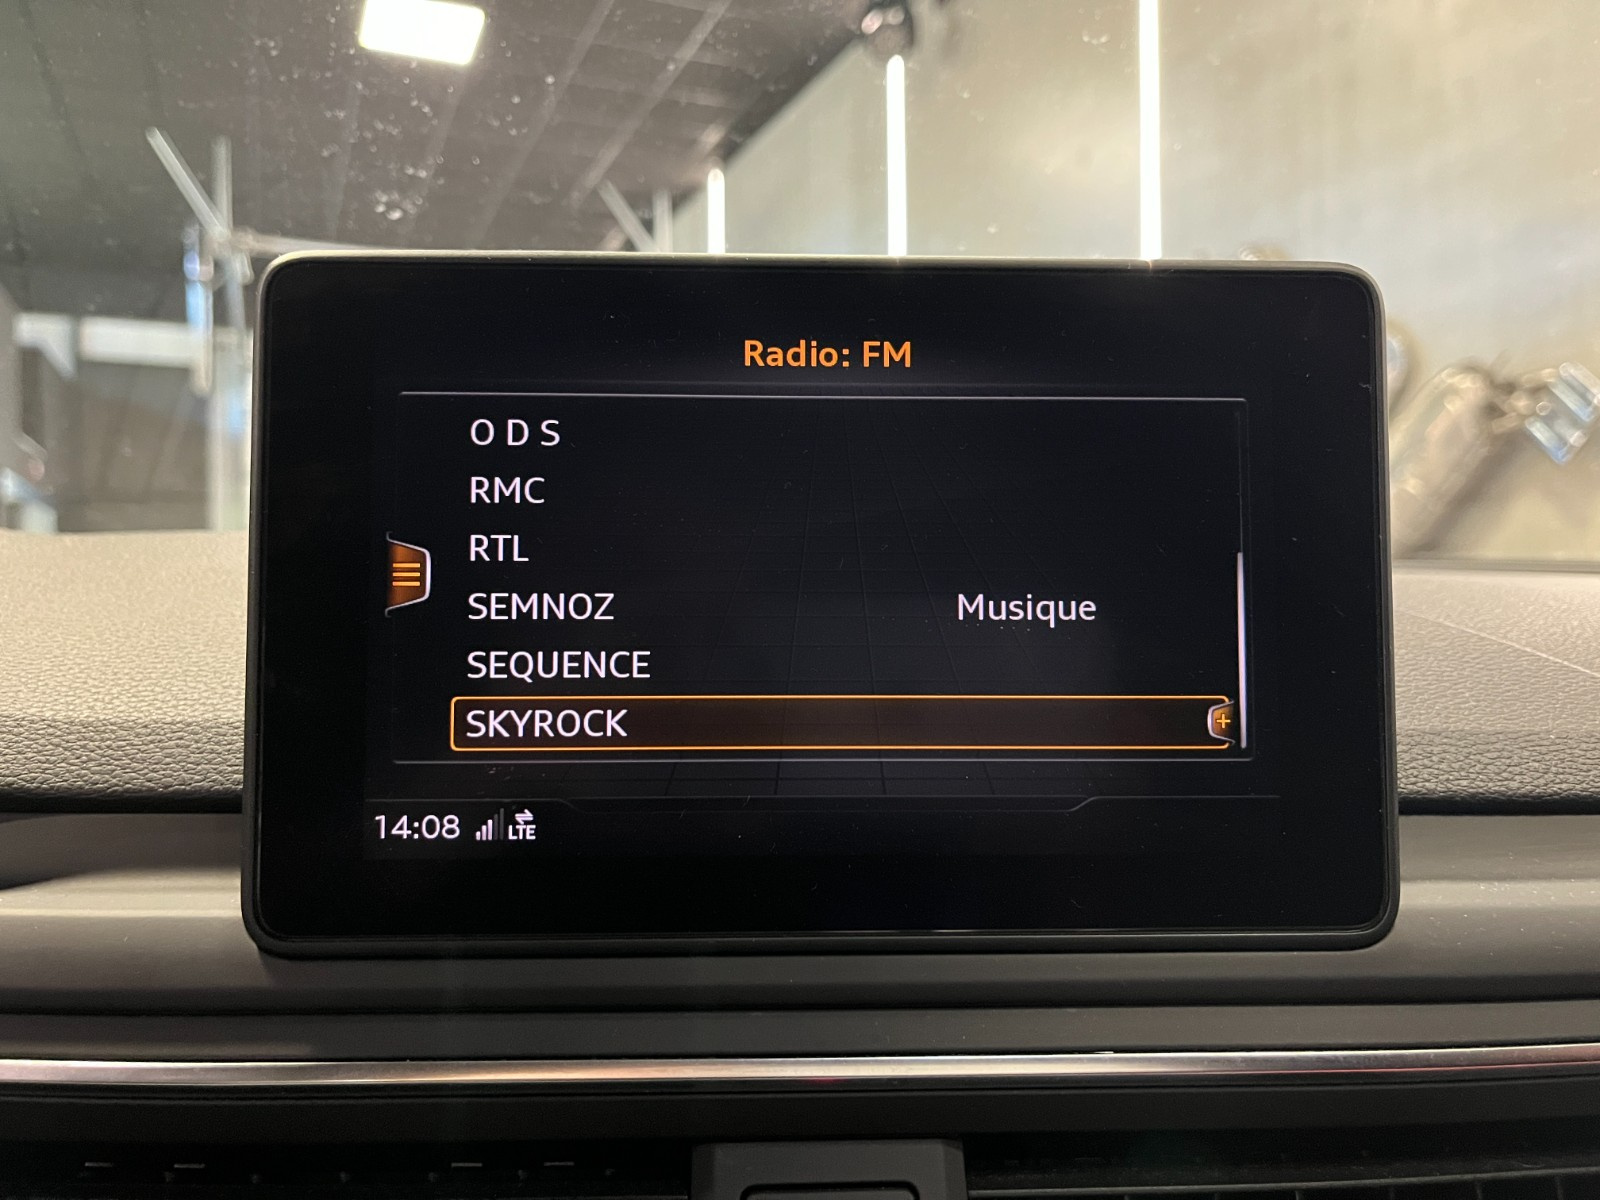 Radio: FM
O D S
RMC
RTL
SEMNOZ Musique
SEQUENCE
SKYROCK
14:08 LTE